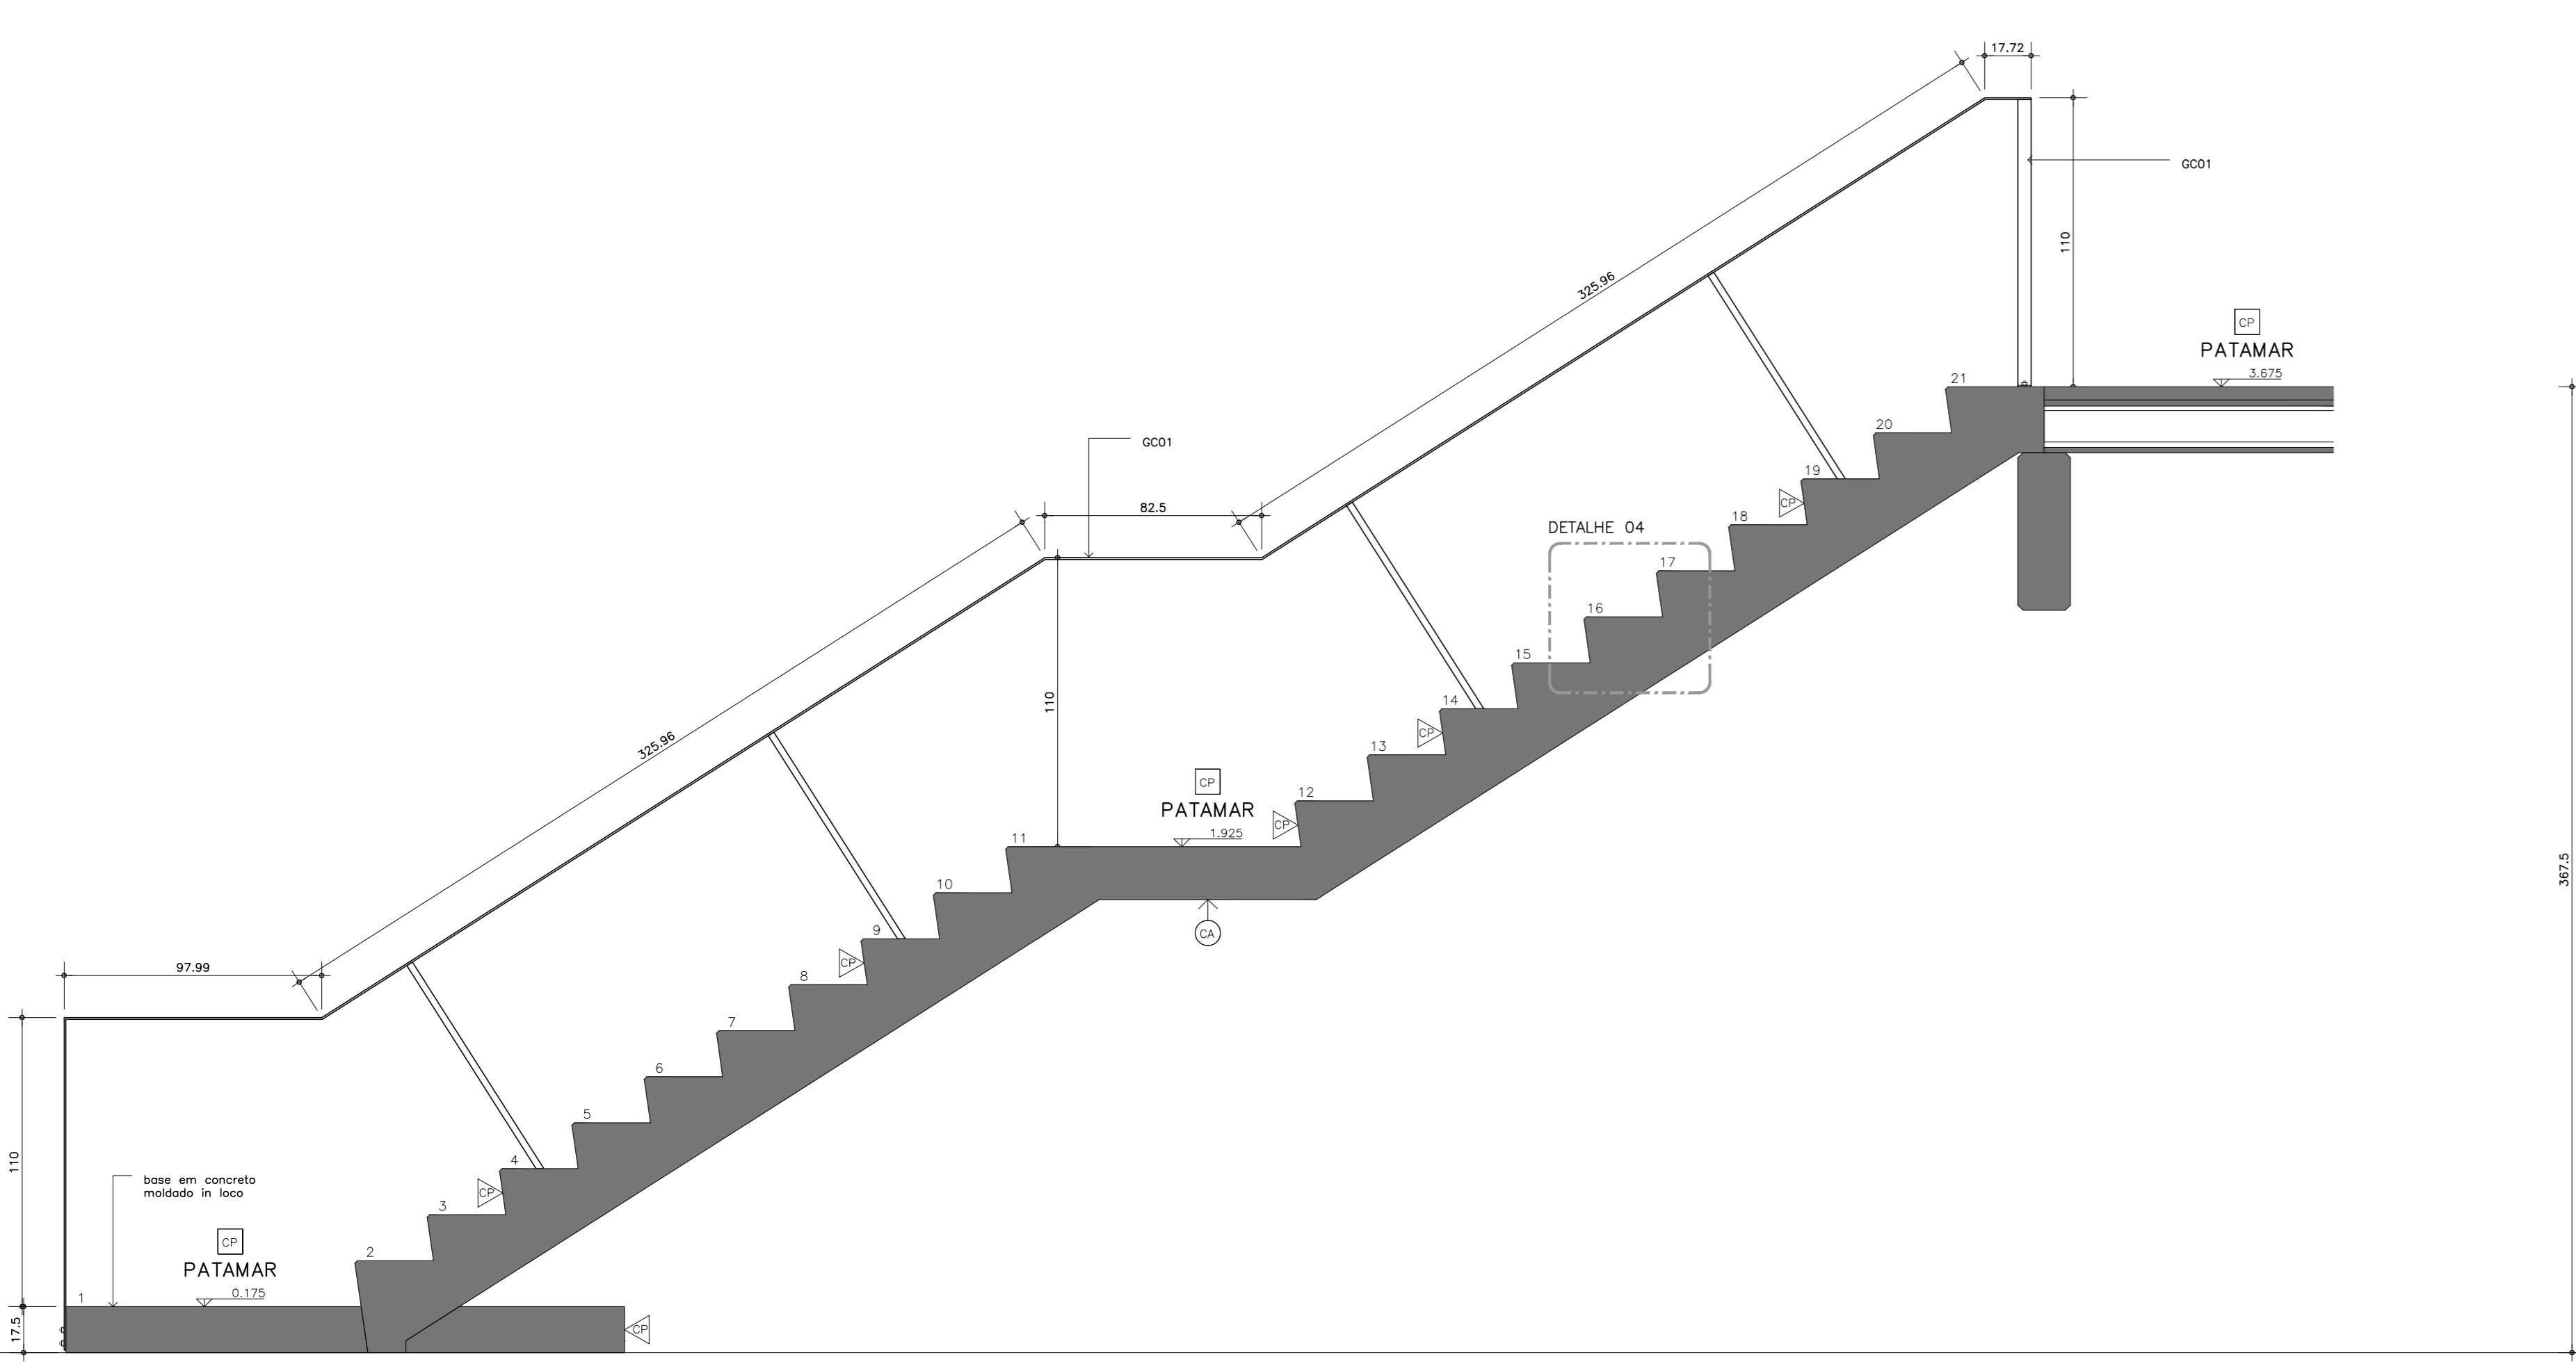 17.72
GC01
110
325.96
CP
PATAMAR
3.675
21
20
19
CP
18
DETALHE 04
17
16
15
14
CP
13
12
CP
GC01
82.5
325.96
110
CP
PATAMAR
1.925
11
10
9
CP
8
7
6
5
4
CP
3
2
CA
367.5
97.99
110
base em concreto
moldado in loco
CP
PATAMAR
0.175
1
17.5
CP